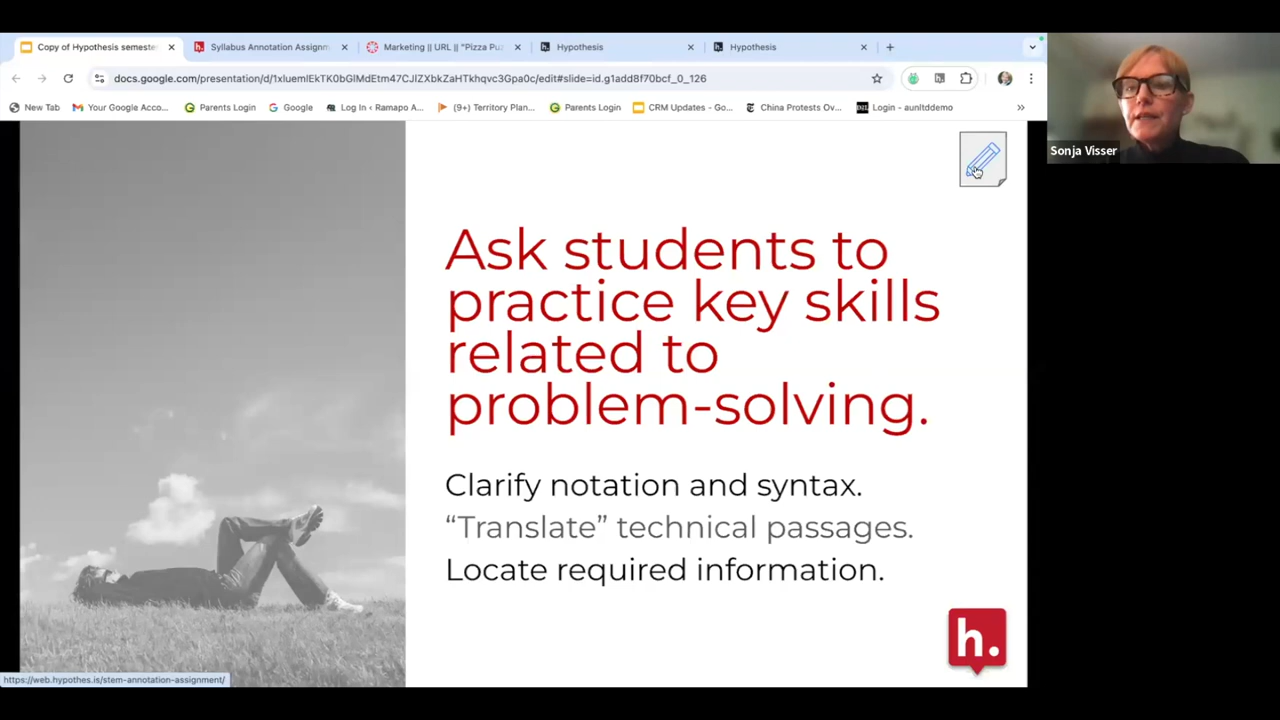 Copy of Hypothesis semeste
Syllabus Annotation Assignm
Marketing || URL || "Pizza Pu
Hypothesis
Hypothesis
docs.google.com/presentation/d/1xluemlEkTK0bGlMdEtm47CJlZXbkZaHTkhqvc3Gpa0c/edit#slide=id.g1add8f70bcf_0_126
New Tab
Your Google Acco...
Parents Login
Google
Log In ‹ Ramapo A...
(9+) Territory Plan...
Parents Login
CRM Updates - Go...
China Protests Ov...
Login - aunltddemo
Sonja Visser
Ask students to
practice key skills
related to
problem-solving.
Clarify notation and syntax.
“Translate” technical passages.
Locate required information.
h.
https://web.hypothes.is/stem-annotation-assignment/